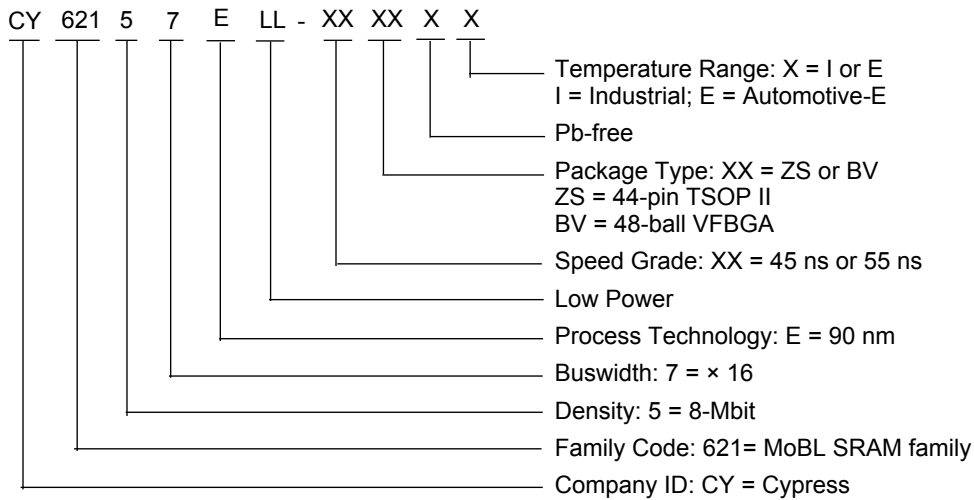 CY 621 5 7 E LL - XX XX X X
Temperature Range: X = I or E
I = Industrial; E = Automotive-E
Pb-free
Package Type: XX = ZS or BV
ZS = 44-pin TSOP II
BV = 48-ball VFBGA
Speed Grade: XX = 45 ns or 55 ns
Low Power
Process Technology: E = 90 nm
Buswidth: 7 = × 16
Density: 5 = 8-Mbit
Family Code: 621= MoBL SRAM family
Company ID: CY = Cypress